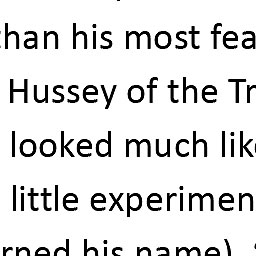 than his most fea
Hussey of the Tr
looked much lik
little experimen
rned his name).